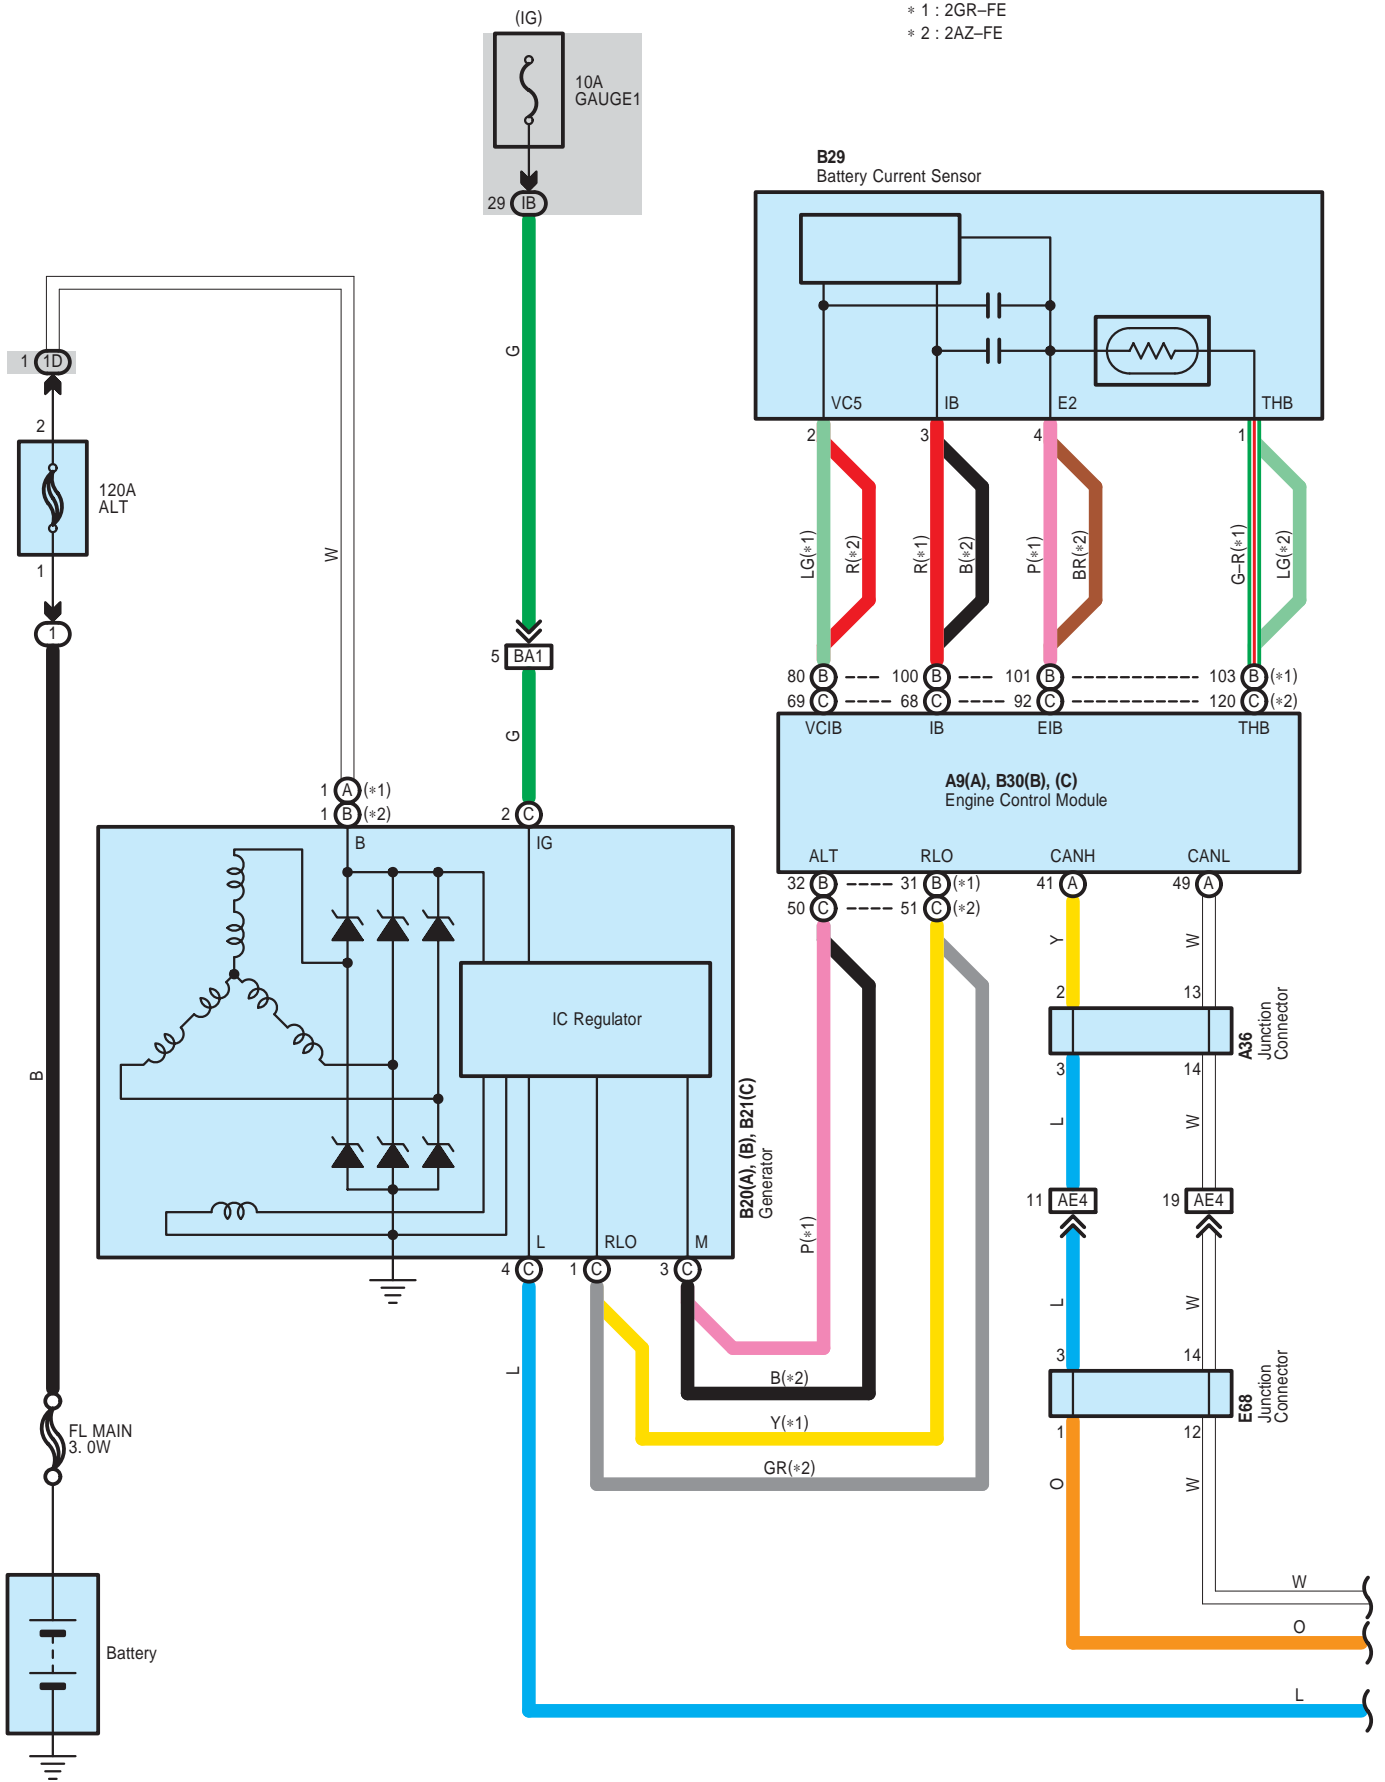 ∗ 1 : 2GR–FE
∗ 2 : 2AZ–FE
(IG)
10A
GAUGE1
29 IB
G
B29
Battery Current Sensor
VC5 IB E2 THB
2 3 4 1
LG(∗1) R(∗2) R(∗1) B(∗2) P(∗1) BR(∗2) G–R(∗1) LG(∗2)
80 B 100 B 101 B 103 B (∗1)
69 C 68 C 92 C 120 C (∗2)
VCIB IB EIB THB
A9(A), B30(B), (C)
Engine Control Module
ALT RLO CANH CANL
32 B 31 B (∗1) 41 A 49 A
50 C 51 C (∗2)
1 1D
2
120A
ALT
1
1
W
B
5 BA1
G
1 A (∗1)
1 B (∗2)
2 C
B IG
IC Regulator
B20(A), (B), B21(C)
Generator
L RLO M
4 C 1 C 3 C
P(∗1)
B(∗2)
Y(∗1)
GR(∗2)
L
Y W
2 13
A36
Junction
Connector
3 14
L W
11 AE4 19 AE4
L W
3 14
E68
Junction
Connector
1 12
O W
FL MAIN
3. 0W
Battery
W
O
L